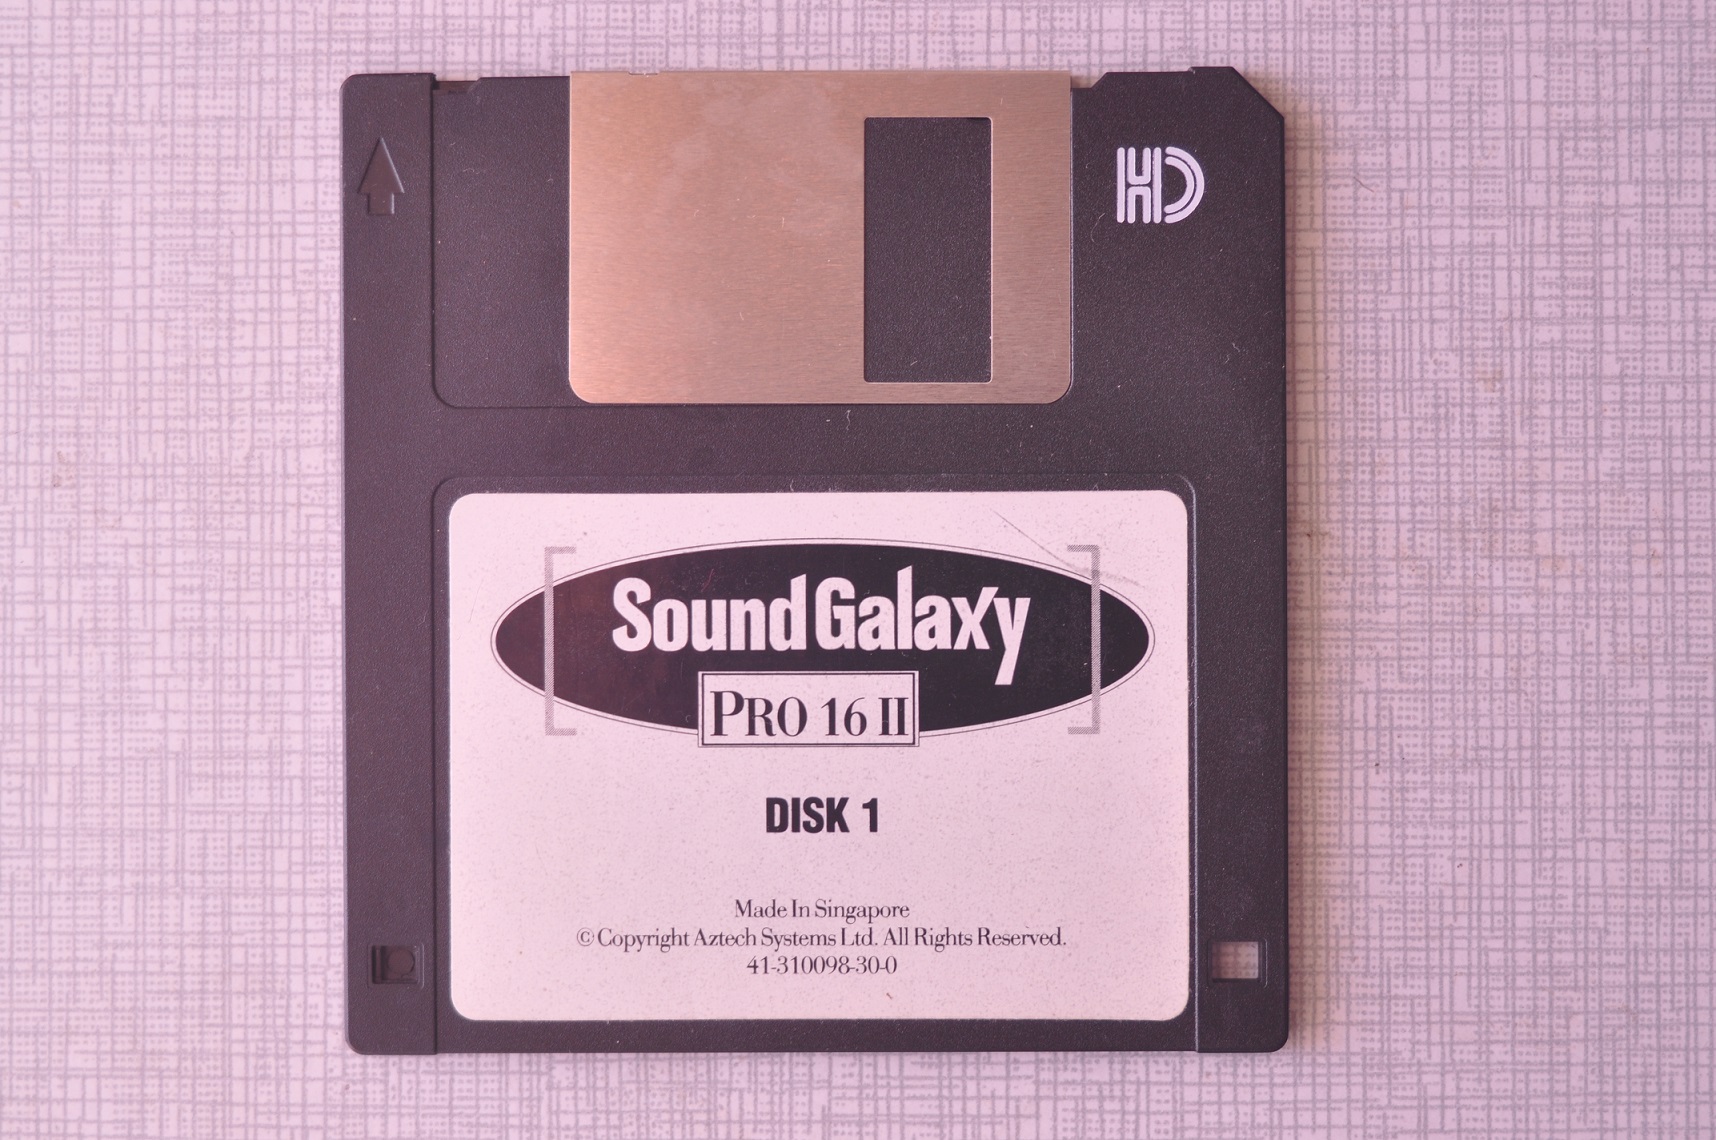 HD
Sound Galaxy
PRO 16 II
DISK 1
Made In Singapore
© Copyright Aztech Systems Ltd. All Rights Reserved.
41-310098-30-0